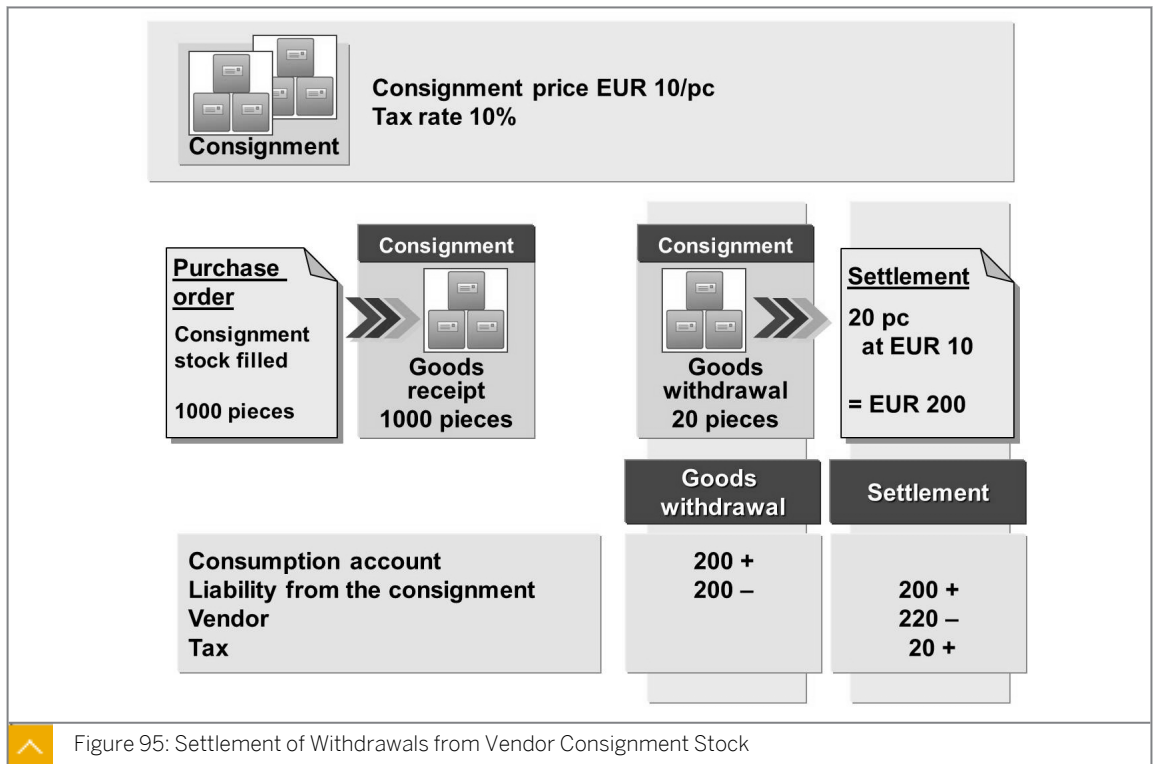 Consignment price EUR 10/pc
Tax rate 10%
Consignment
Purchase
order
Consignment
stock filled
1000 pieces
Consignment
Goods
receipt
1000 pieces
Consignment
Goods
withdrawal
20 pieces
Settlement
20 pc
at EUR 10
= EUR 200
Goods
withdrawal
Settlement
Consumption account 200 +
Liability from the consignment 200 – 200 +
Vendor 220 –
Tax 20 +
Figure 95: Settlement of Withdrawals from Vendor Consignment Stock